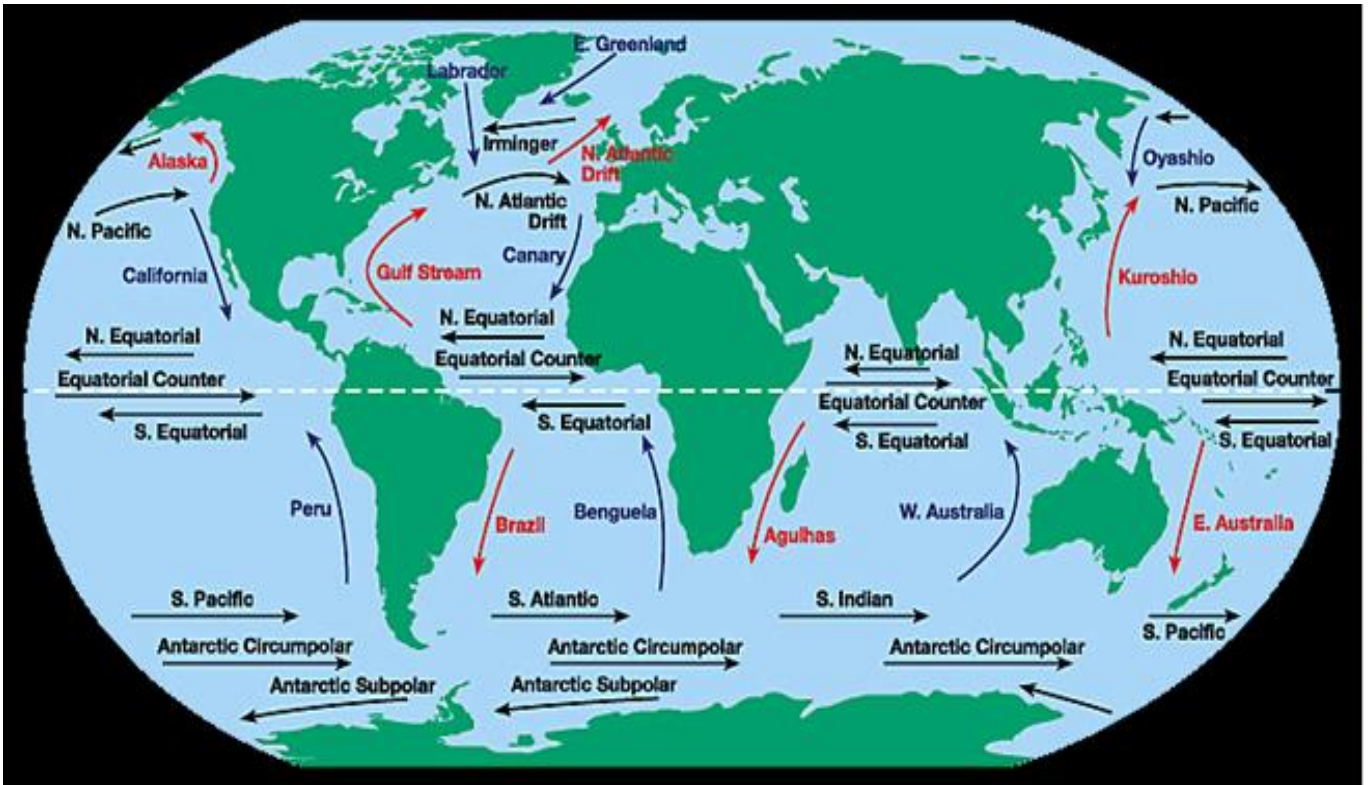 E. Greenland
Labrador
Irminger
Alaska
N. Atlantic
Drift
Oyashio
N. Pacific
N. Atlantic
Drift
N. Pacific
Canary
California
Gulf Stream
Kuroshio
N. Equatorial
N. Equatorial
N. Equatorial
N. Equatorial
Equatorial Counter
Equatorial Counter
Equatorial Counter
Equatorial Counter
S. Equatorial
S. Equatorial
S. Equatorial
S. Equatorial
Peru
Brazil
Benguela
Agulhas
W. Australia
E. Australia
S. Pacific
S. Atlantic
S. Indian
S. Pacific
Antarctic Circumpolar
Antarctic Circumpolar
Antarctic Circumpolar
Antarctic Subpolar
Antarctic Subpolar